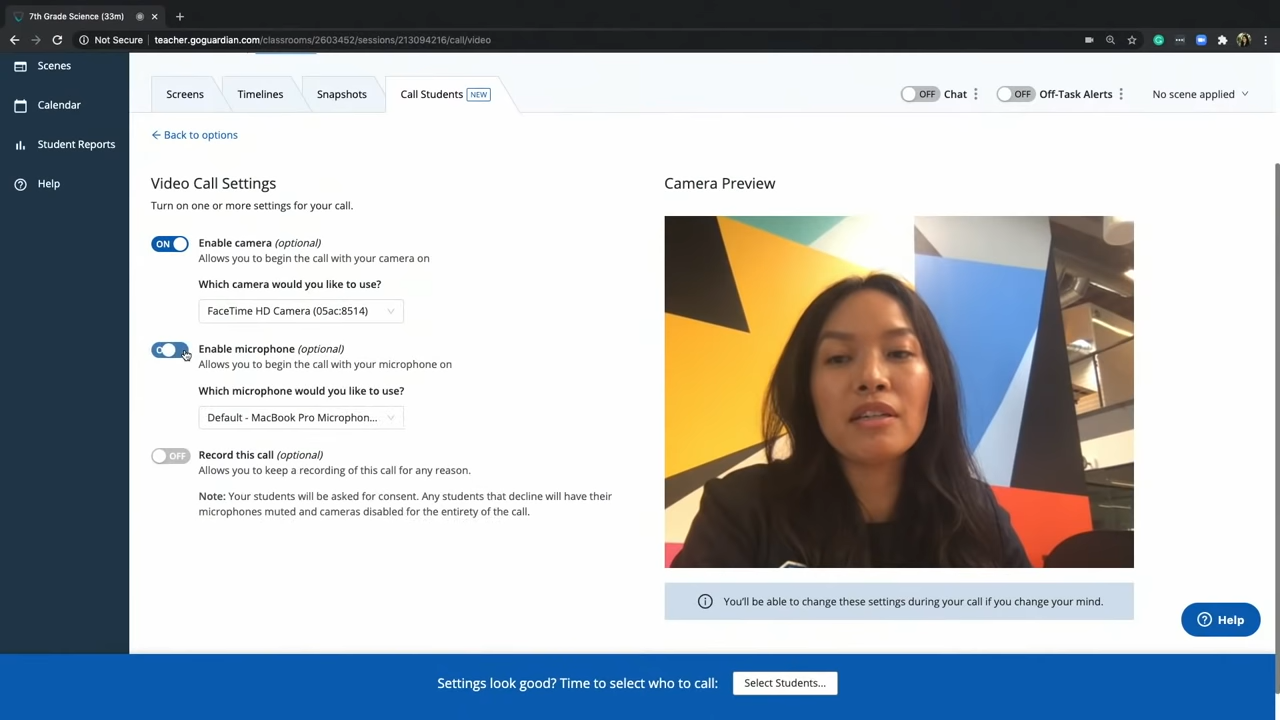 7th Grade Science (33m)
Not Secure
teacher.goguardian.com/classrooms/2603452/sessions/213094216/call/video
Scenes
Calendar
Student Reports
Help
Screens
Timelines
Snapshots
Call Students NEW
OFF Chat
OFF Off-Task Alerts
No scene applied
Back to options
Video Call Settings
Turn on one or more settings for your call.
ON Enable camera (optional)
Allows you to begin the call with your camera on
Which camera would you like to use?
FaceTime HD Camera (05ac:8514)
Enable microphone (optional)
Allows you to begin the call with your microphone on
Which microphone would you like to use?
Default - MacBook Pro Microphon...
OFF Record this call (optional)
Allows you to keep a recording of this call for any reason.
Note: Your students will be asked for consent. Any students that decline will have their
microphones muted and cameras disabled for the entirety of the call.
Camera Preview
You'll be able to change these settings during your call if you change your mind.
Help
Settings look good? Time to select who to call:
Select Students...